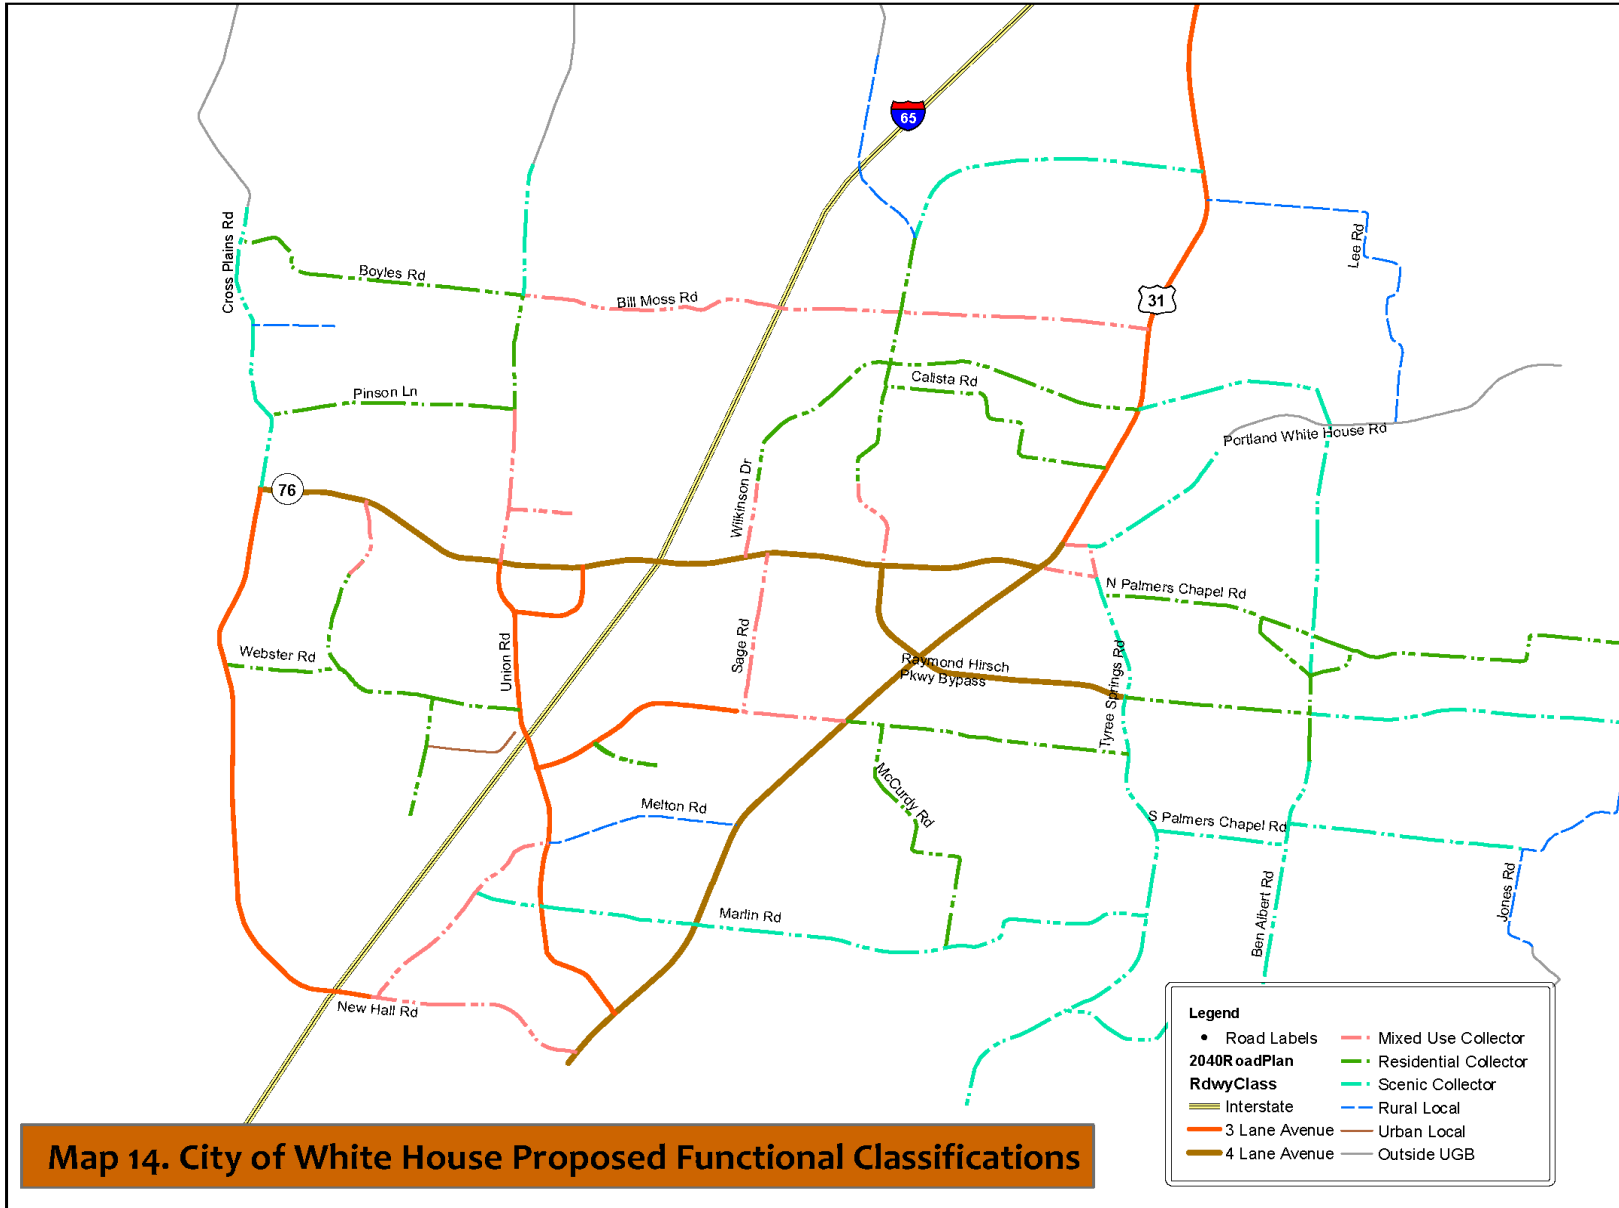 65
Lee Rd
Cross Plains Rd
Boyles Rd
Bill Moss Rd
31
Pinson Ln
Calista Rd
Portland White House Rd
76
Wilkinson Dr
N Palmers Chapel Rd
Webster Rd
Union Rd
Sage Rd
Raymond Hirsch
Pkwy Bypass
Tyree Springs Rd
McCurdy Rd
Melton Rd
S Palmers Chapel Rd
Marlin Rd
Ben Albert Rd
Jones Rd
New Hall Rd
Legend
Road Labels
2040RoadPlan
RdwyClass
Interstate
3 Lane Avenue
4 Lane Avenue
Mixed Use Collector
Residential Collector
Scenic Collector
Rural Local
Urban Local
Outside UGB
Map 14. City of White House Proposed Functional Classifications